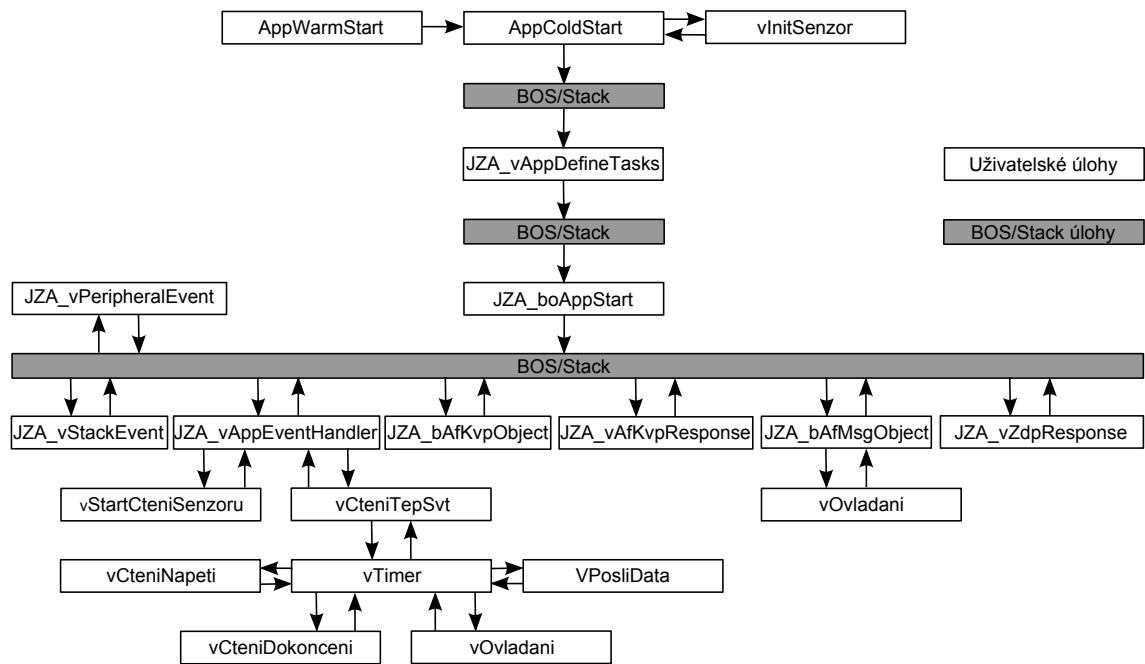 AppWarmStart
AppColdStart
vInitSenzor
BOS/Stack
JZA_vAppDefineTasks
Uživatelské úlohy
BOS/Stack
BOS/Stack úlohy
JZA_vPeripheralEvent
JZA_boAppStart
BOS/Stack
JZA_vStackEvent
JZA_vAppEventHandler
JZA_bAfKvpObject
JZA_vAfKvpResponse
JZA_bAfMsgObject
JZA_vZdpResponse
vStartCteniSenzoru
vCteniTepSvt
vOvladani
vCteniNapeti
vTimer
VPosliData
vCteniDokonceni
vOvladani